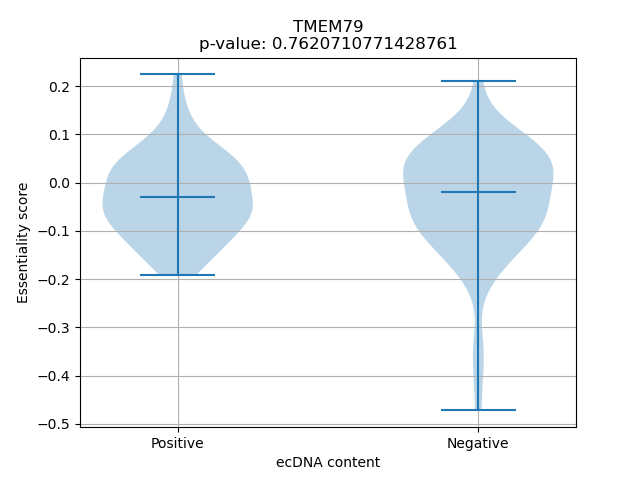 TMEM79
p-value: 0.7620710771428761
Essentiality score
0.2
0.1
0.0
−0.1
−0.2
−0.3
−0.4
−0.5
Positive
Negative
ecDNA content